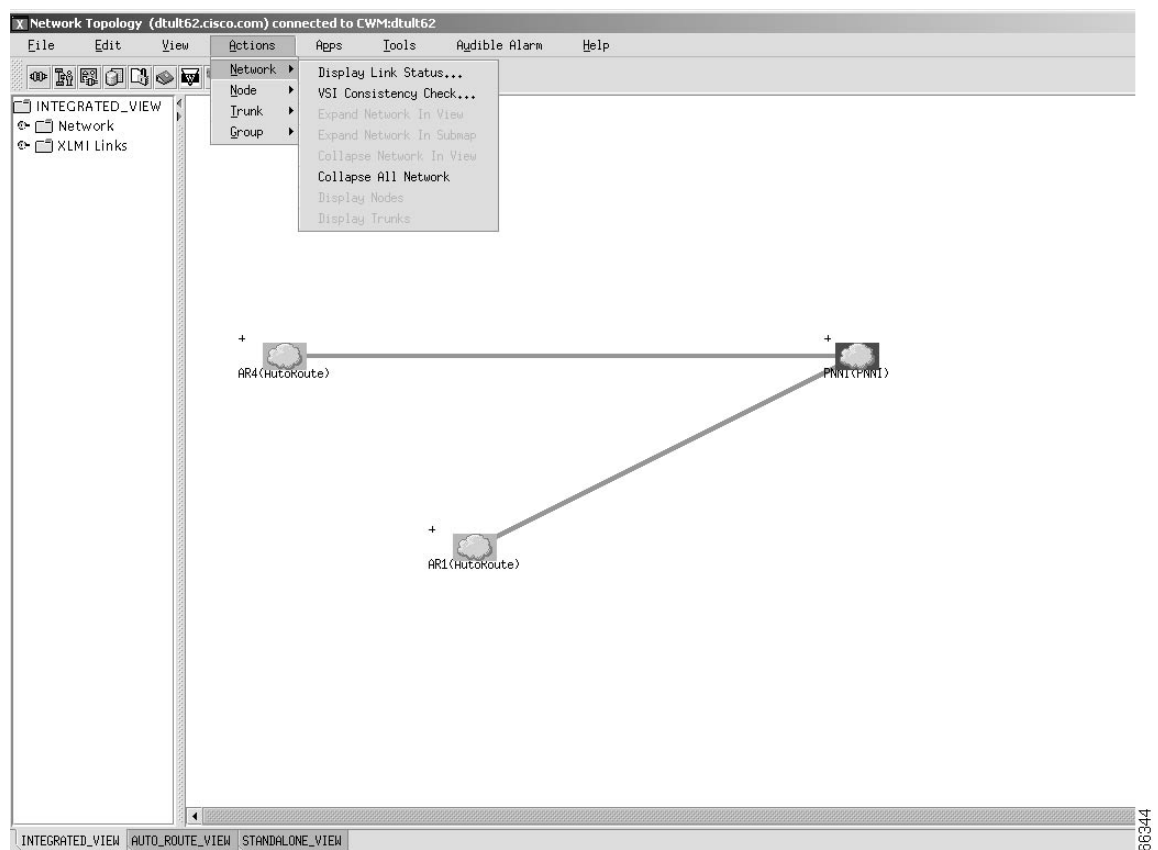 X Network Topology (dtult62.cisco.com) connected to CWM:dtult62
File Edit View Actions Apps Tools Audible Alarm Help
INTEGRATED_VIEW
Network
XLMI Links
Network
Node
Trunk
Group
Display Link Status...
VSI Consistency Check...
Expand Network In View
Expand Network In Submap
Collapse Network In View
Collapse All Network
Display Nodes
Display Trunks
+
AR4(AutoRoute)
+
PNNI(PNNI)
+
AR1(AutoRoute)
INTEGRATED_VIEW AUTO_ROUTE_VIEW STANDALONE_VIEW
66344